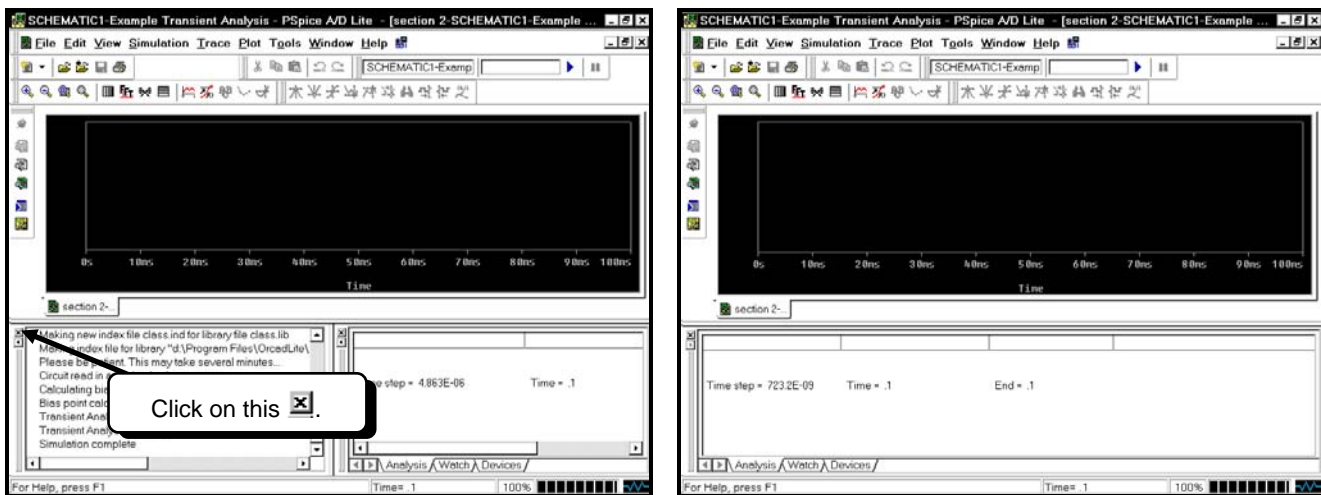 SCHEMATIC1-Example Transient Analysis - PSpice A/D Lite - [section 2-SCHEMATIC1-Example ...
File Edit View Simulation Trace Plot Tools Window Help
SCHEMATIC1-Examp
0s 10ms 20ms 30ms 40ms 50ms 60ms 70ms 80ms 90ms 100ms
Time
section 2-...
Making new index file class.ind for library file class.lib
Making index file for library "d:\Program Files\OrcadLite\
Please be patient. This may take several minutes...
Circuit read in
Calculating
Bias point
Transient
Transient
Simulation complete
step = 4.863E-06 Time = .1
Click on this x.
Analysis Watch Devices
For Help, press F1 Time= .1 100%
SCHEMATIC1-Example Transient Analysis - PSpice A/D Lite - [section 2-SCHEMATIC1-Example ...
File Edit View Simulation Trace Plot Tools Window Help
SCHEMATIC1-Examp
0s 10ms 20ms 30ms 40ms 50ms 60ms 70ms 80ms 90ms 100ms
Time
section 2-...
Time step = 723.2E-09 Time = .1 End = .1
Analysis Watch Devices
For Help, press F1 Time= .1 100%